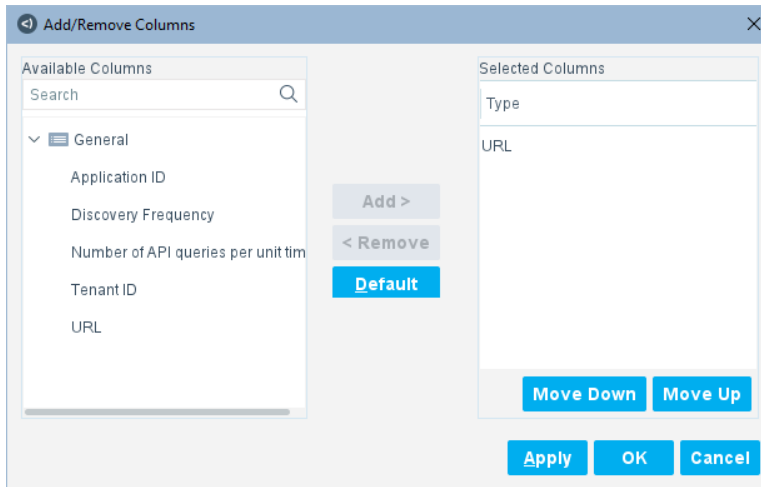 Add/Remove Columns
Available Columns
Search
General
Application ID
Discovery Frequency
Number of API queries per unit tim
Tenant ID
URL
Add >
< Remove
Default
Selected Columns
Type
URL
Move Down
Move Up
Apply
OK
Cancel